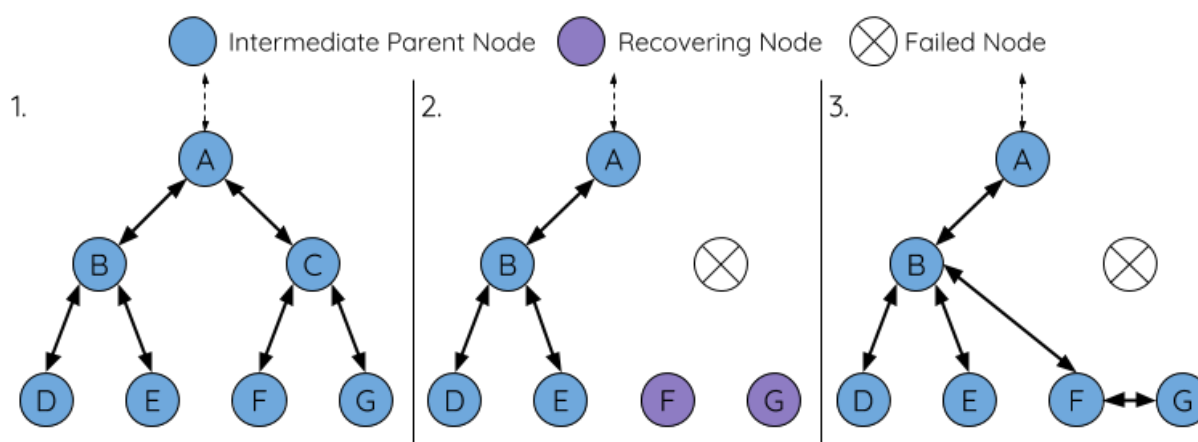 Intermediate Parent Node Recovering Node Failed Node
1. 2. 3.
A A A
B C B B
D E F G D E F G D E F G